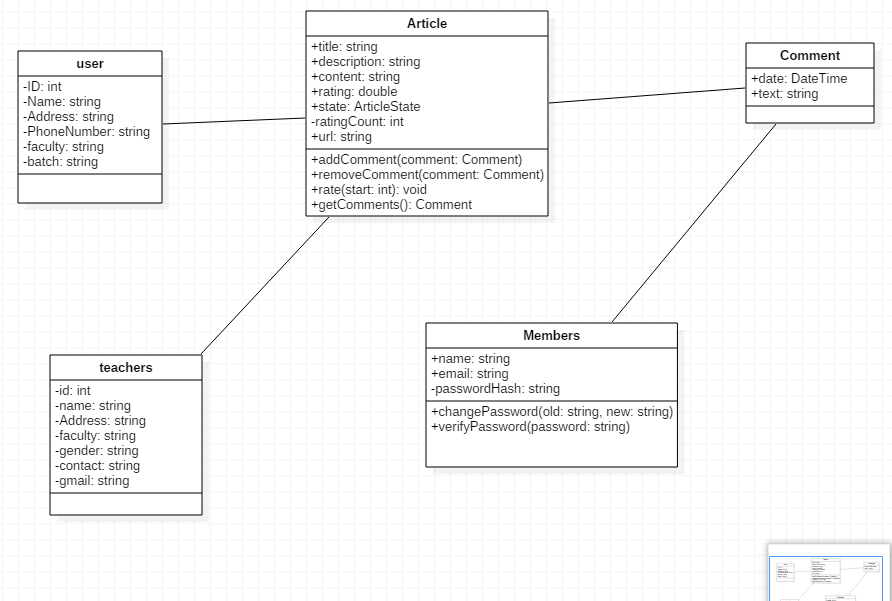 user
-ID: int
-Name: string
-Address: string
-PhoneNumber: string
-faculty: string
-batch: string
Article
+title: string
+description: string
+content: string
+rating: double
+state: ArticleState
-ratingCount: int
+url: string
+addComment(comment: Comment)
+removeComment(comment: Comment)
+rate(start: int): void
+getComments(): Comment
Comment
+date: DateTime
+text: string
teachers
-id: int
-name: string
-Address: string
-faculty: string
-gender: string
-contact: string
-gmail: string
Members
+name: string
+email: string
-passwordHash: string
+changePassword(old: string, new: string)
+verifyPassword(password: string)